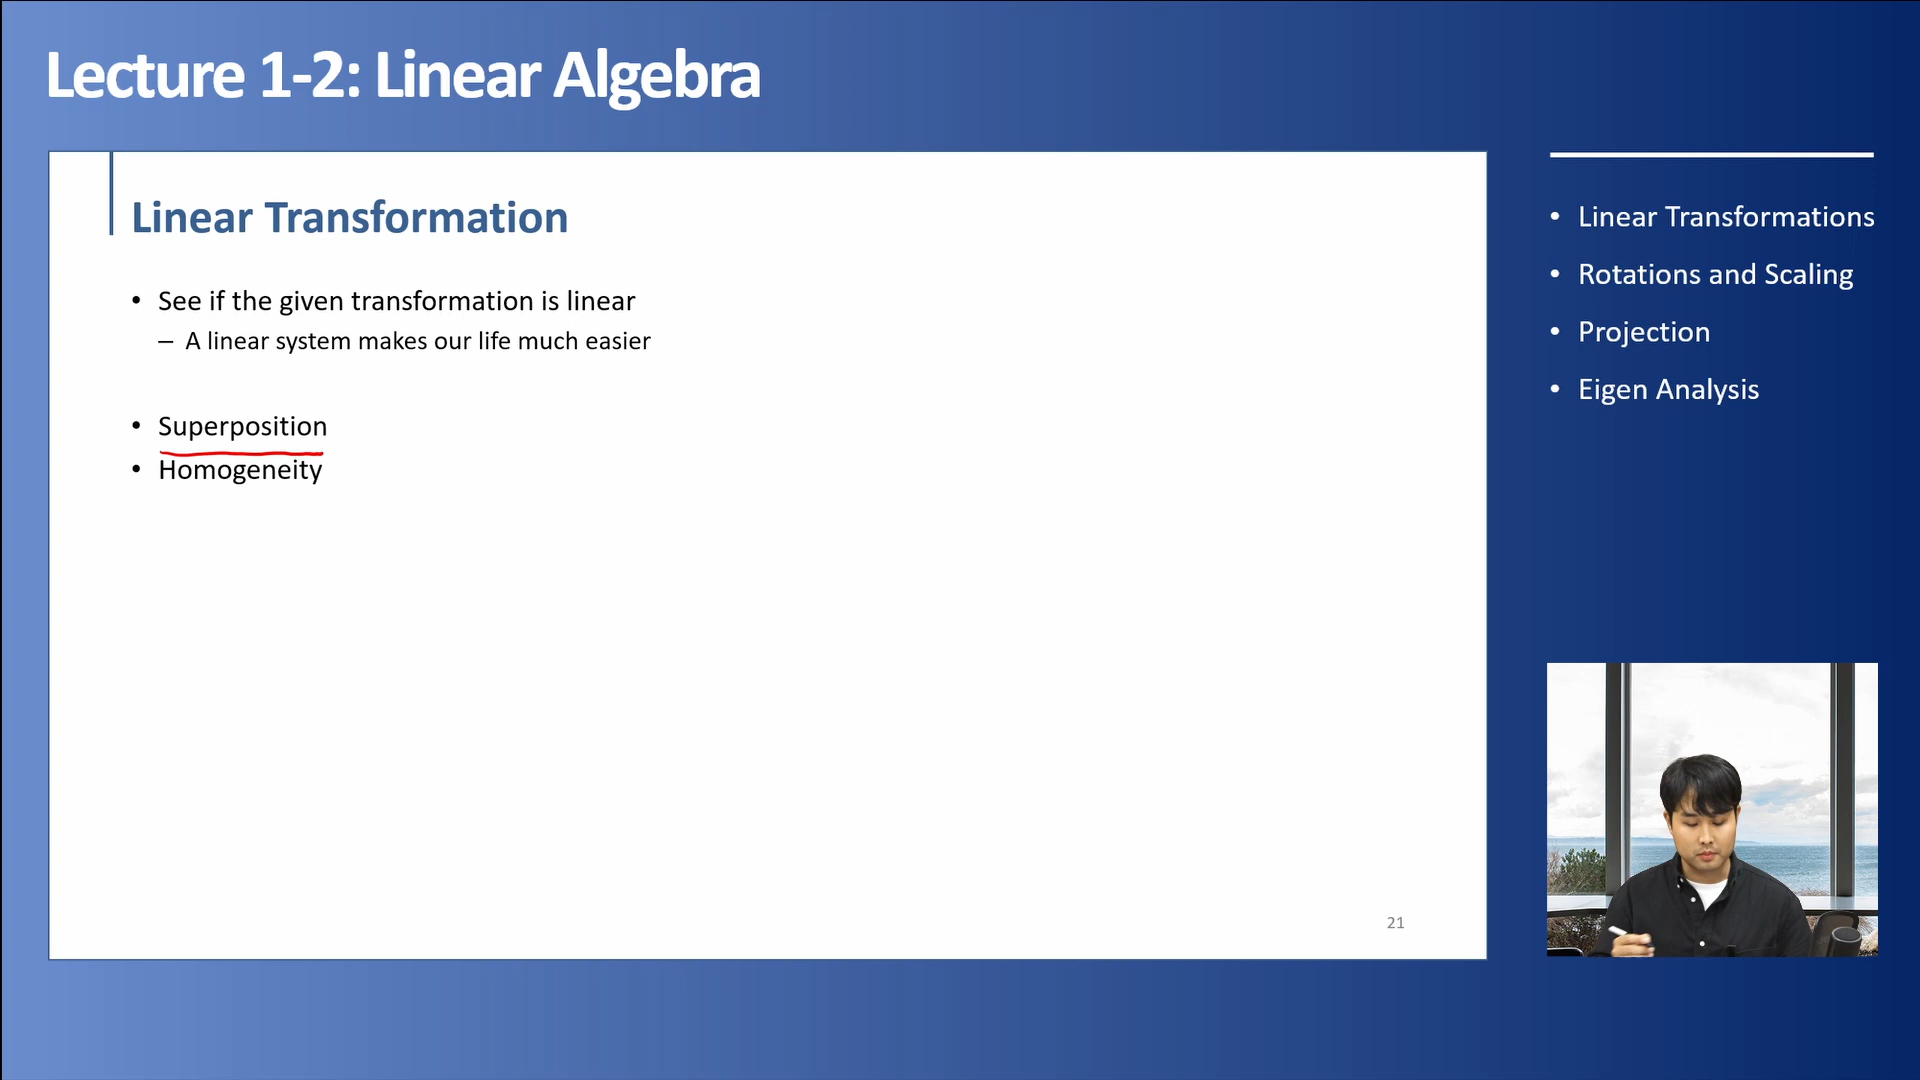 Lecture 1-2: Linear Algebra
Linear Transformation
• See if the given transformation is linear
– A linear system makes our life much easier
• Superposition
• Homogeneity
21
• Linear Transformations
• Rotations and Scaling
• Projection
• Eigen Analysis